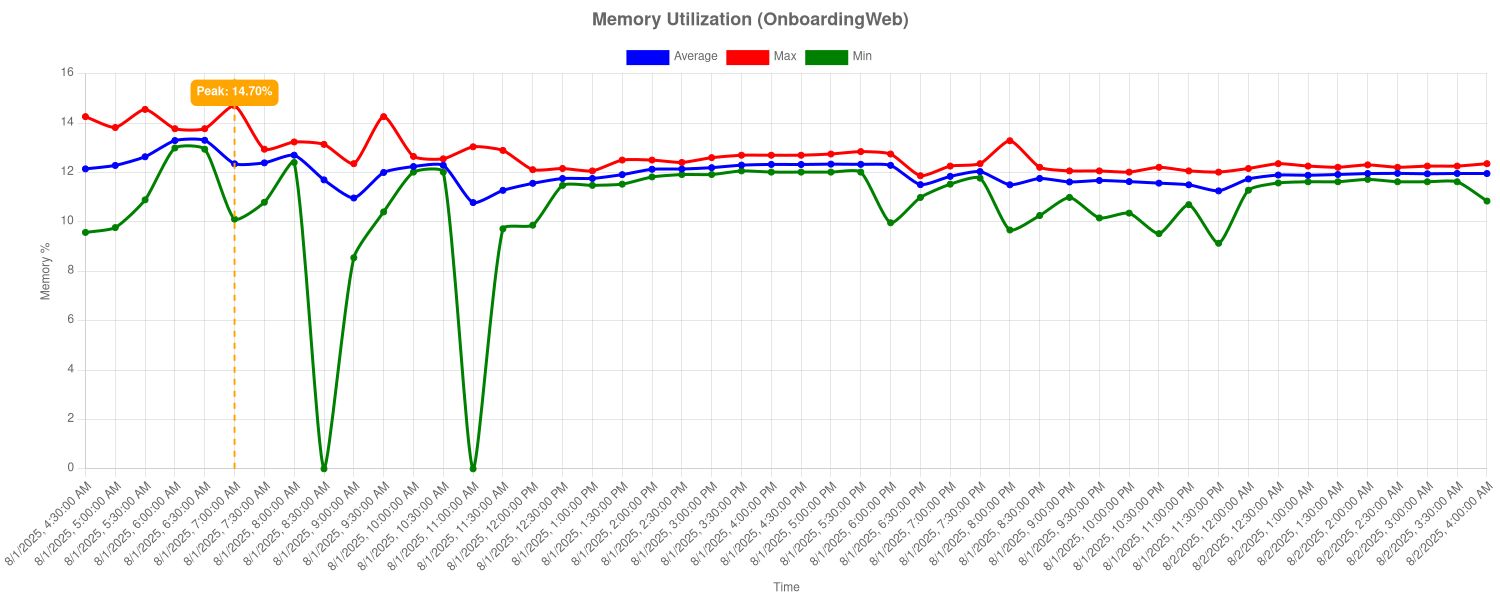 Memory Utilization (OnboardingWeb)
Average
Max
Min
Peak: 14.70%
Memory %
16
14
12
10
8
6
4
2
0
8/1/2025, 4:30:00 AM
8/1/2025, 5:00:00 AM
8/1/2025, 5:30:00 AM
8/1/2025, 6:00:00 AM
8/1/2025, 6:30:00 AM
8/1/2025, 7:00:00 AM
8/1/2025, 7:30:00 AM
8/1/2025, 8:00:00 AM
8/1/2025, 8:30:00 AM
8/1/2025, 9:00:00 AM
8/1/2025, 9:30:00 AM
8/1/2025, 10:00:00 AM
8/1/2025, 10:30:00 AM
8/1/2025, 11:00:00 AM
8/1/2025, 11:30:00 AM
8/1/2025, 12:00:00 PM
8/1/2025, 12:30:00 PM
8/1/2025, 1:00:00 PM
8/1/2025, 1:30:00 PM
8/1/2025, 2:00:00 PM
8/1/2025, 2:30:00 PM
8/1/2025, 3:00:00 PM
8/1/2025, 3:30:00 PM
8/1/2025, 4:00:00 PM
8/1/2025, 4:30:00 PM
8/1/2025, 5:00:00 PM
8/1/2025, 5:30:00 PM
8/1/2025, 6:00:00 PM
8/1/2025, 6:30:00 PM
8/1/2025, 7:00:00 PM
8/1/2025, 7:30:00 PM
8/1/2025, 8:00:00 PM
8/1/2025, 8:30:00 PM
8/1/2025, 9:00:00 PM
8/1/2025, 9:30:00 PM
8/1/2025, 10:00:00 PM
8/1/2025, 10:30:00 PM
8/1/2025, 11:00:00 PM
8/1/2025, 11:30:00 PM
8/2/2025, 12:00:00 AM
8/2/2025, 12:30:00 AM
8/2/2025, 1:00:00 AM
8/2/2025, 1:30:00 AM
8/2/2025, 2:00:00 AM
8/2/2025, 2:30:00 AM
8/2/2025, 3:00:00 AM
8/2/2025, 3:30:00 AM
8/2/2025, 4:00:00 AM
Time